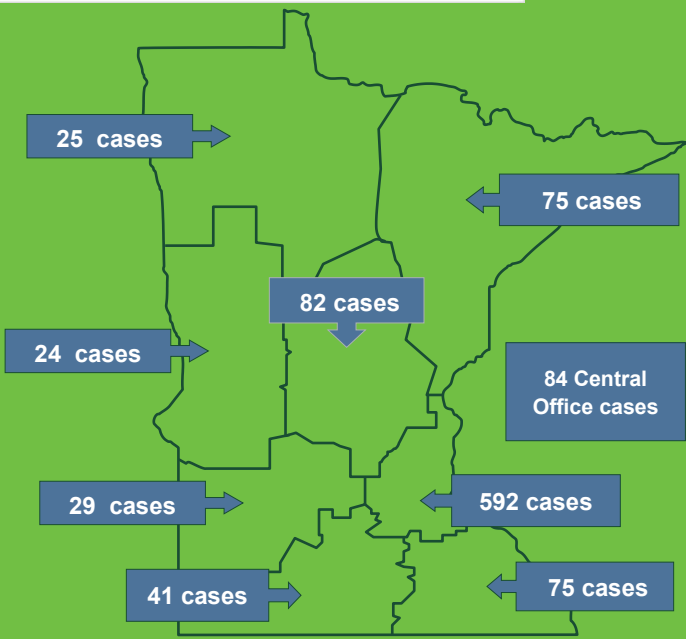 25 cases
75 cases
82 cases
24 cases
84 Central
Office cases
29 cases
592 cases
41 cases
75 cases